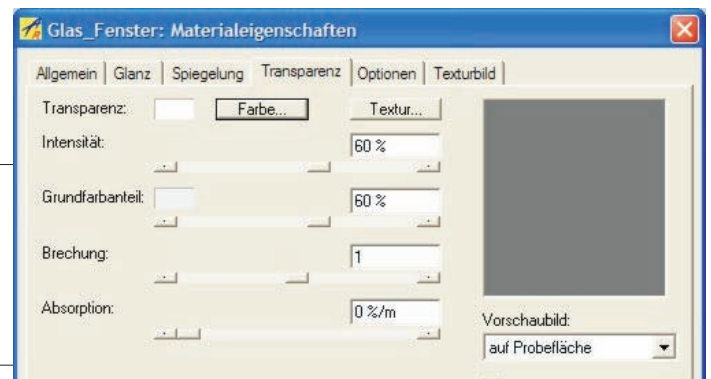 Glas_Fenster: Materialeigenschaften
Allgemein Glanz Spiegelung Transparenz Optionen Texturbild
Transparenz: Farbe... Textur...
Intensität: 60 %
Grundfarbanteil: 60 %
Brechung: 1
Absorption: 0 %/m
Vorschaubild:
auf Probefläche